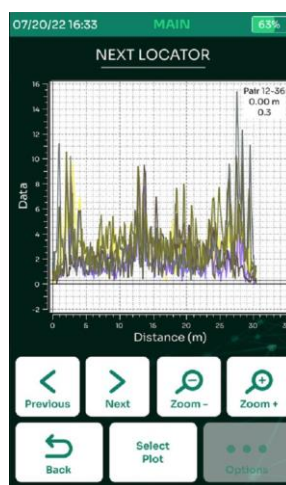 07/20/22 16:33 MAIN 63%
NEXT LOCATOR
Pair 12-36
0.00 m
0.3
16
14
12
10
8
6
4
2
0
-2
Data
0 5 10 15 20 25 30
Distance (m)
Previous Next Zoom - Zoom +
Back Select Plot Options